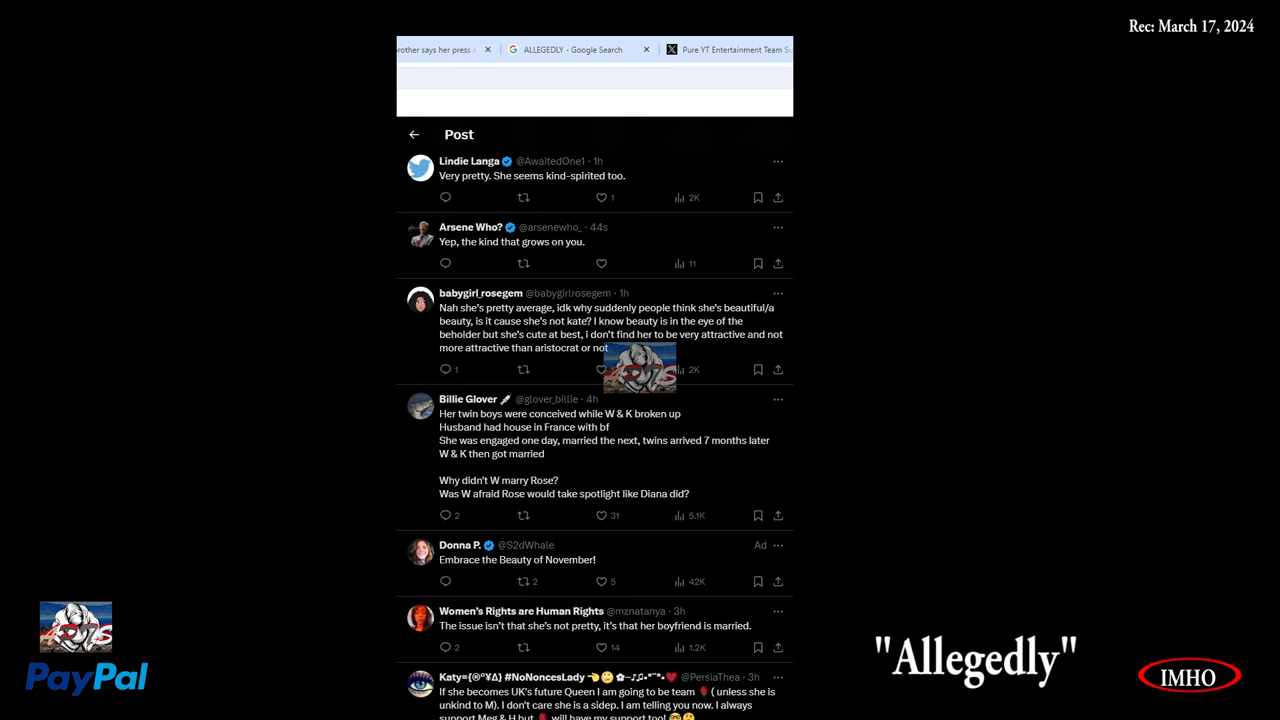 Rec: March 17, 2024
brother says her press a
ALLEGEDLY - Google Search
Pure YT Entertainment Team Su
Post
Lindie Langa @AwaitedOne1 · 1h
Very pretty. She seems kind-spirited too.
1 2K
Arsene Who? @arsenewho_ · 44s
Yep, the kind that grows on you.
11
babygirl_rosegem @babygirlrosegem · 1h
Nah she's pretty average, idk why suddenly people think she's beautiful/a
beauty, is it cause she's not kate? I know beauty is in the eye of the
beholder but she's cute at best, i don't find her to be very attractive and not
more attractive than aristocrat or not
1 2K
Billie Glover @glover_billie · 4h
Her twin boys were conceived while W & K broken up
Husband had house in France with bf
She was engaged one day, married the next, twins arrived 7 months later
W & K then got married
Why didn't W marry Rose?
Was W afraid Rose would take spotlight like Diana did?
2 31 5.1K
Donna P. @S2dWhale Ad
Embrace the Beauty of November!
2 5 42K
Women's Rights are Human Rights @mznatanya · 3h
The issue isn't that she's not pretty, it's that her boyfriend is married.
2 14 1.2K
#NoNoncesLady @PersIaThem · 3h
If she becomes UK's future Queen I am going to be team 🌹( unless she is
unkind to M). I don't care she is a sidep. I am telling you now. I always
support Meg & H but 🌹 will have my support too! 🤓🤔
PayPal
"Allegedly"
IMHO